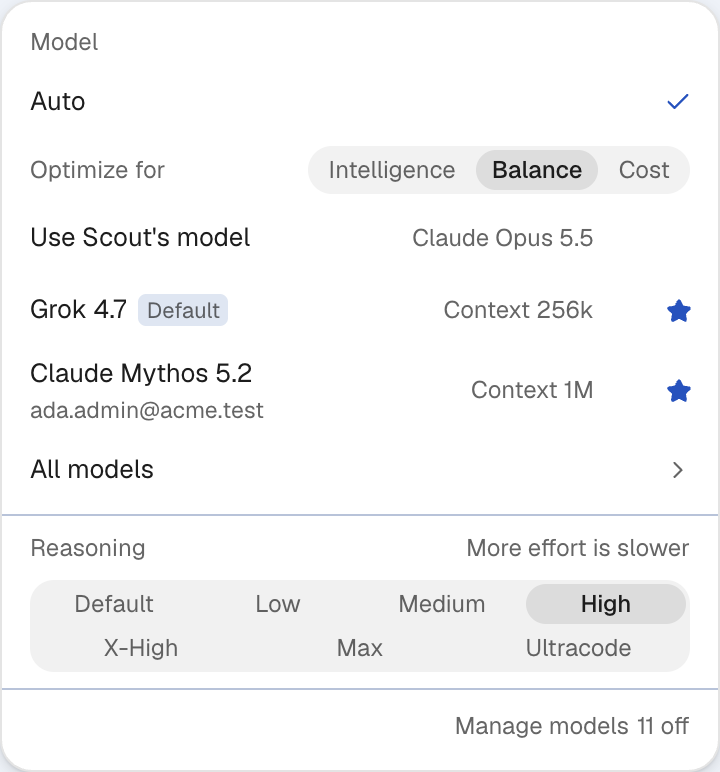 Model
Auto
Optimize for Intelligence Balance Cost
Use Scout's model Claude Opus 5.5
Grok 4.7 Default Context 256k
Claude Mythos 5.2
ada.admin@acme.test Context 1M
All models
Reasoning More effort is slower
Default Low Medium High
X-High Max Ultracode
Manage models 11 off